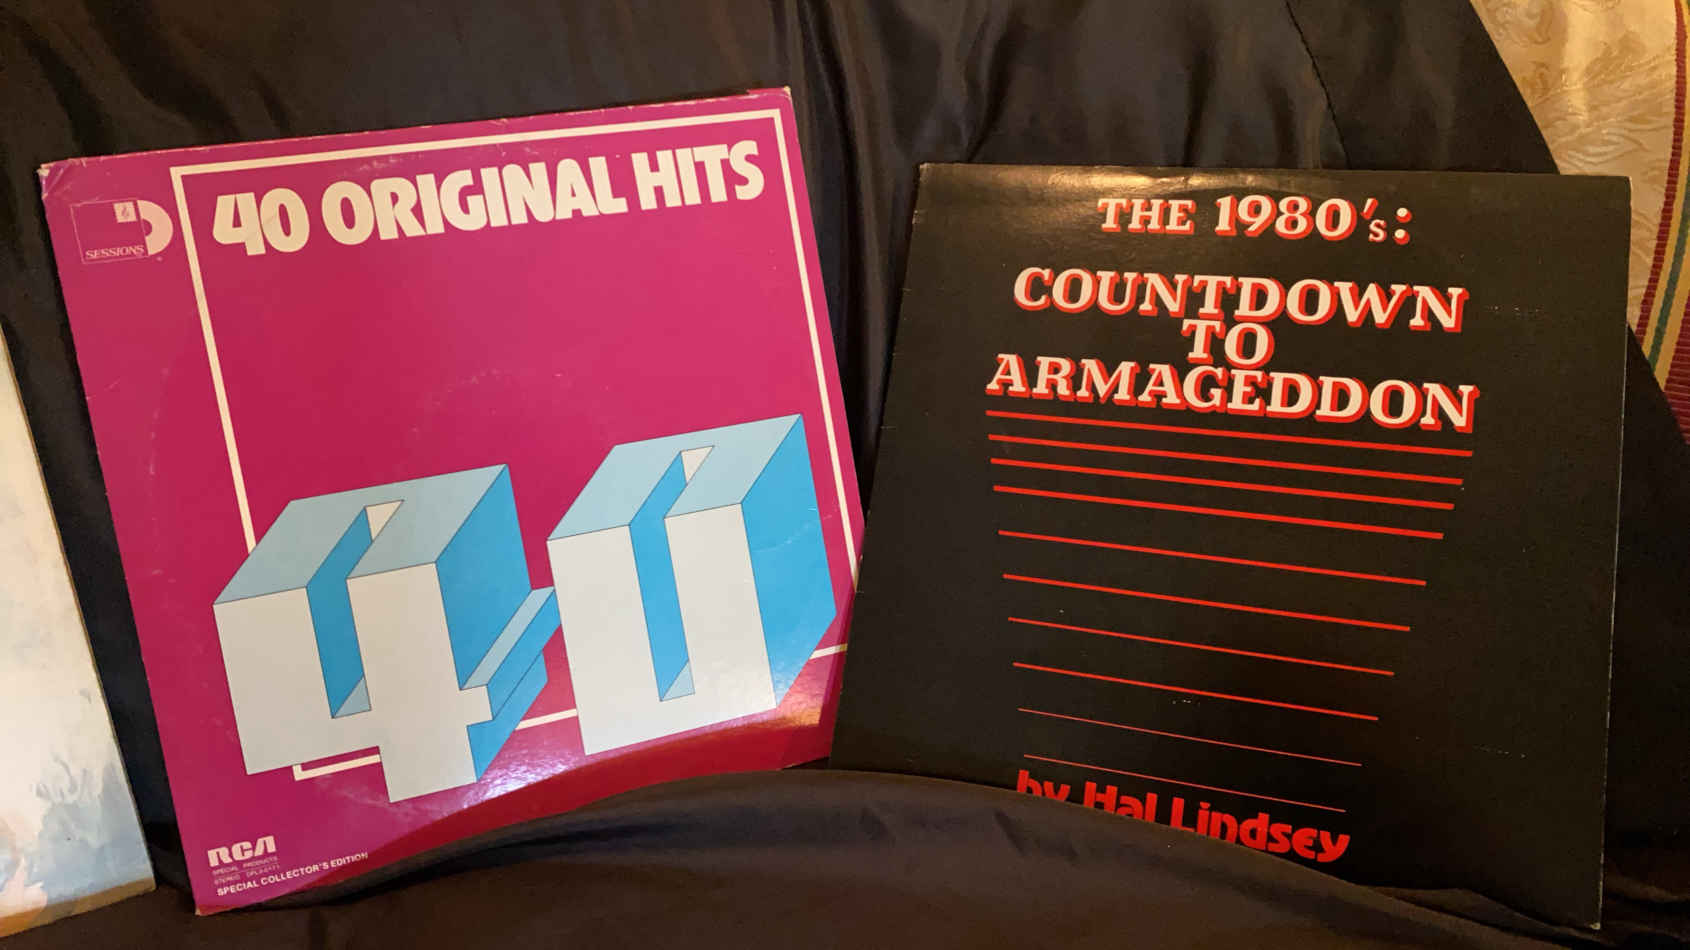 40 ORIGINAL HITS
SESSIONS
40
RCA
SPECIAL PRODUCTS
STEREO
SPECIAL COLLECTOR'S EDITION
THE 1980's:
COUNTDOWN
TO
ARMAGEDDON
by Hal Lindsey